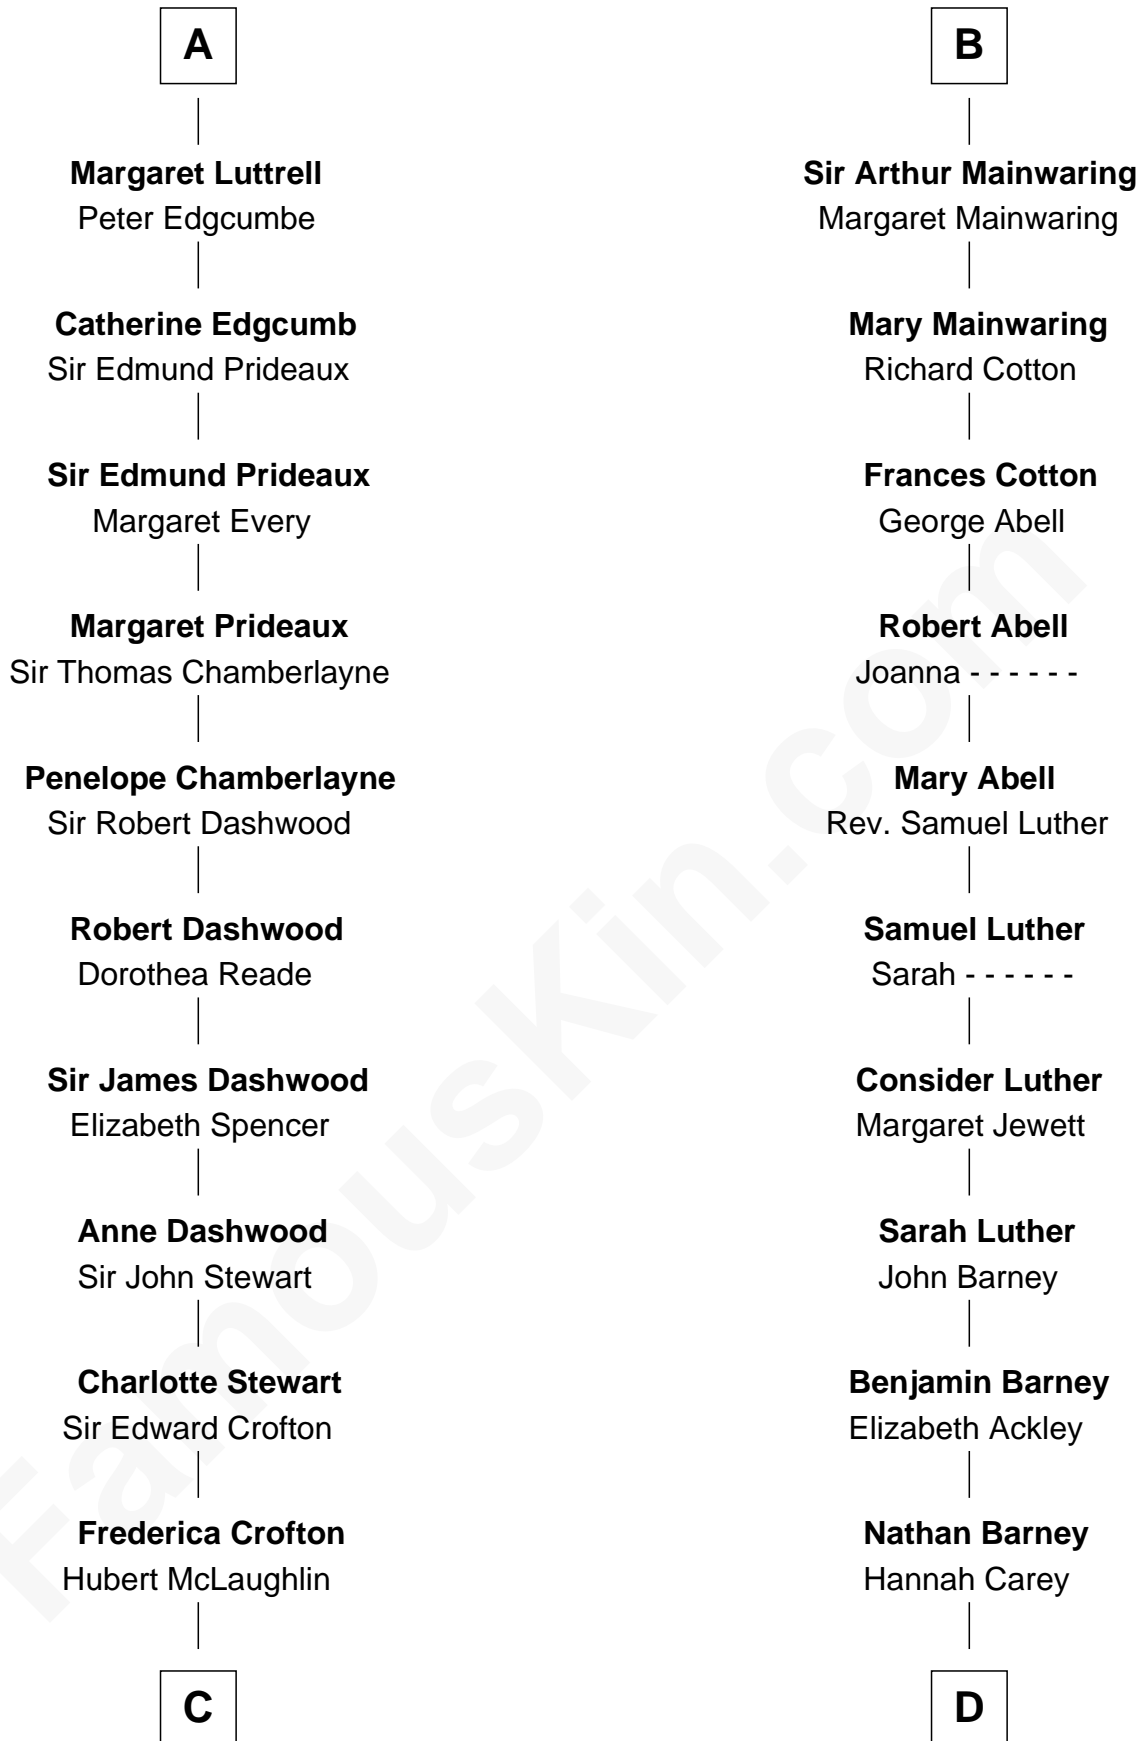 A
Margaret Luttrell
Peter Edgcumbe
Catherine Edgcumb
Sir Edmund Prideaux
Sir Edmund Prideaux
Margaret Every
Margaret Prideaux
Sir Thomas Chamberlayne
Penelope Chamberlayne
Sir Robert Dashwood
Robert Dashwood
Dorothea Reade
Sir James Dashwood
Elizabeth Spencer
Anne Dashwood
Sir John Stewart
Charlotte Stewart
Sir Edward Crofton
Frederica Crofton
Hubert McLaughlin
C
B
Sir Arthur Mainwaring
Margaret Mainwaring
Mary Mainwaring
Richard Cotton
Frances Cotton
George Abell
Robert Abell
Joanna - - - - - -
Mary Abell
Rev. Samuel Luther
Samuel Luther
Sarah - - - - - -
Consider Luther
Margaret Jewett
Sarah Luther
John Barney
Benjamin Barney
Elizabeth Ackley
Nathan Barney
Hannah Carey
D
FamousKin.com